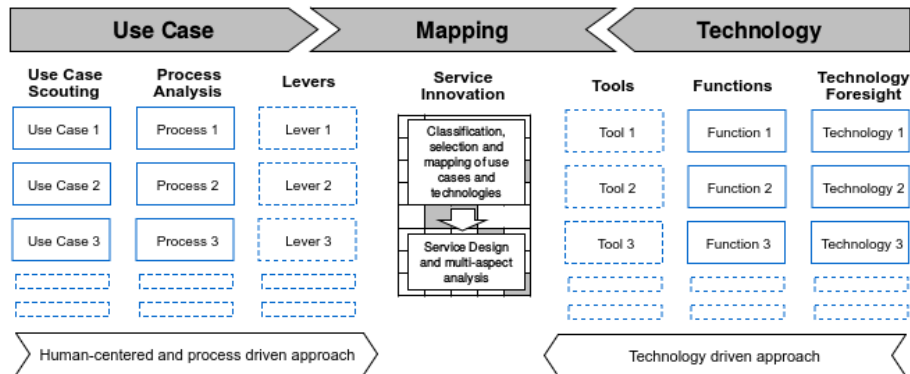 Use Case
Mapping
Technology
Use Case
Scouting
Process
Analysis
Levers
Service
Innovation
Tools
Functions
Technology
Foresight
Use Case 1
Process 1
Lever 1
Classification,
selection and
mapping of use
cases and
technologies
Tool 1
Function 1
Technology 1
Use Case 2
Process 2
Lever 2
Tool 2
Function 2
Technology 2
Use Case 3
Process 3
Lever 3
Service Design
and multi-aspect
analysis
Tool 3
Function 3
Technology 3
Human-centered and process driven approach
Technology driven approach